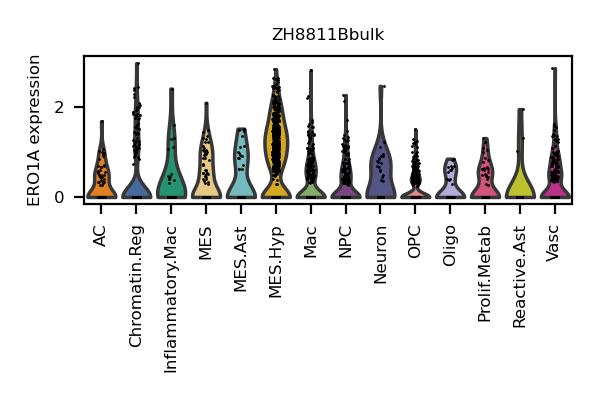 ZH8811Bbulk
ERO1A expression
2
0
AC
Chromatin.Reg
Inflammatory.Mac
MES
MES.Ast
MES.Hyp
Mac
NPC
Neuron
OPC
Oligo
Prolif.Metab
Reactive.Ast
Vasc